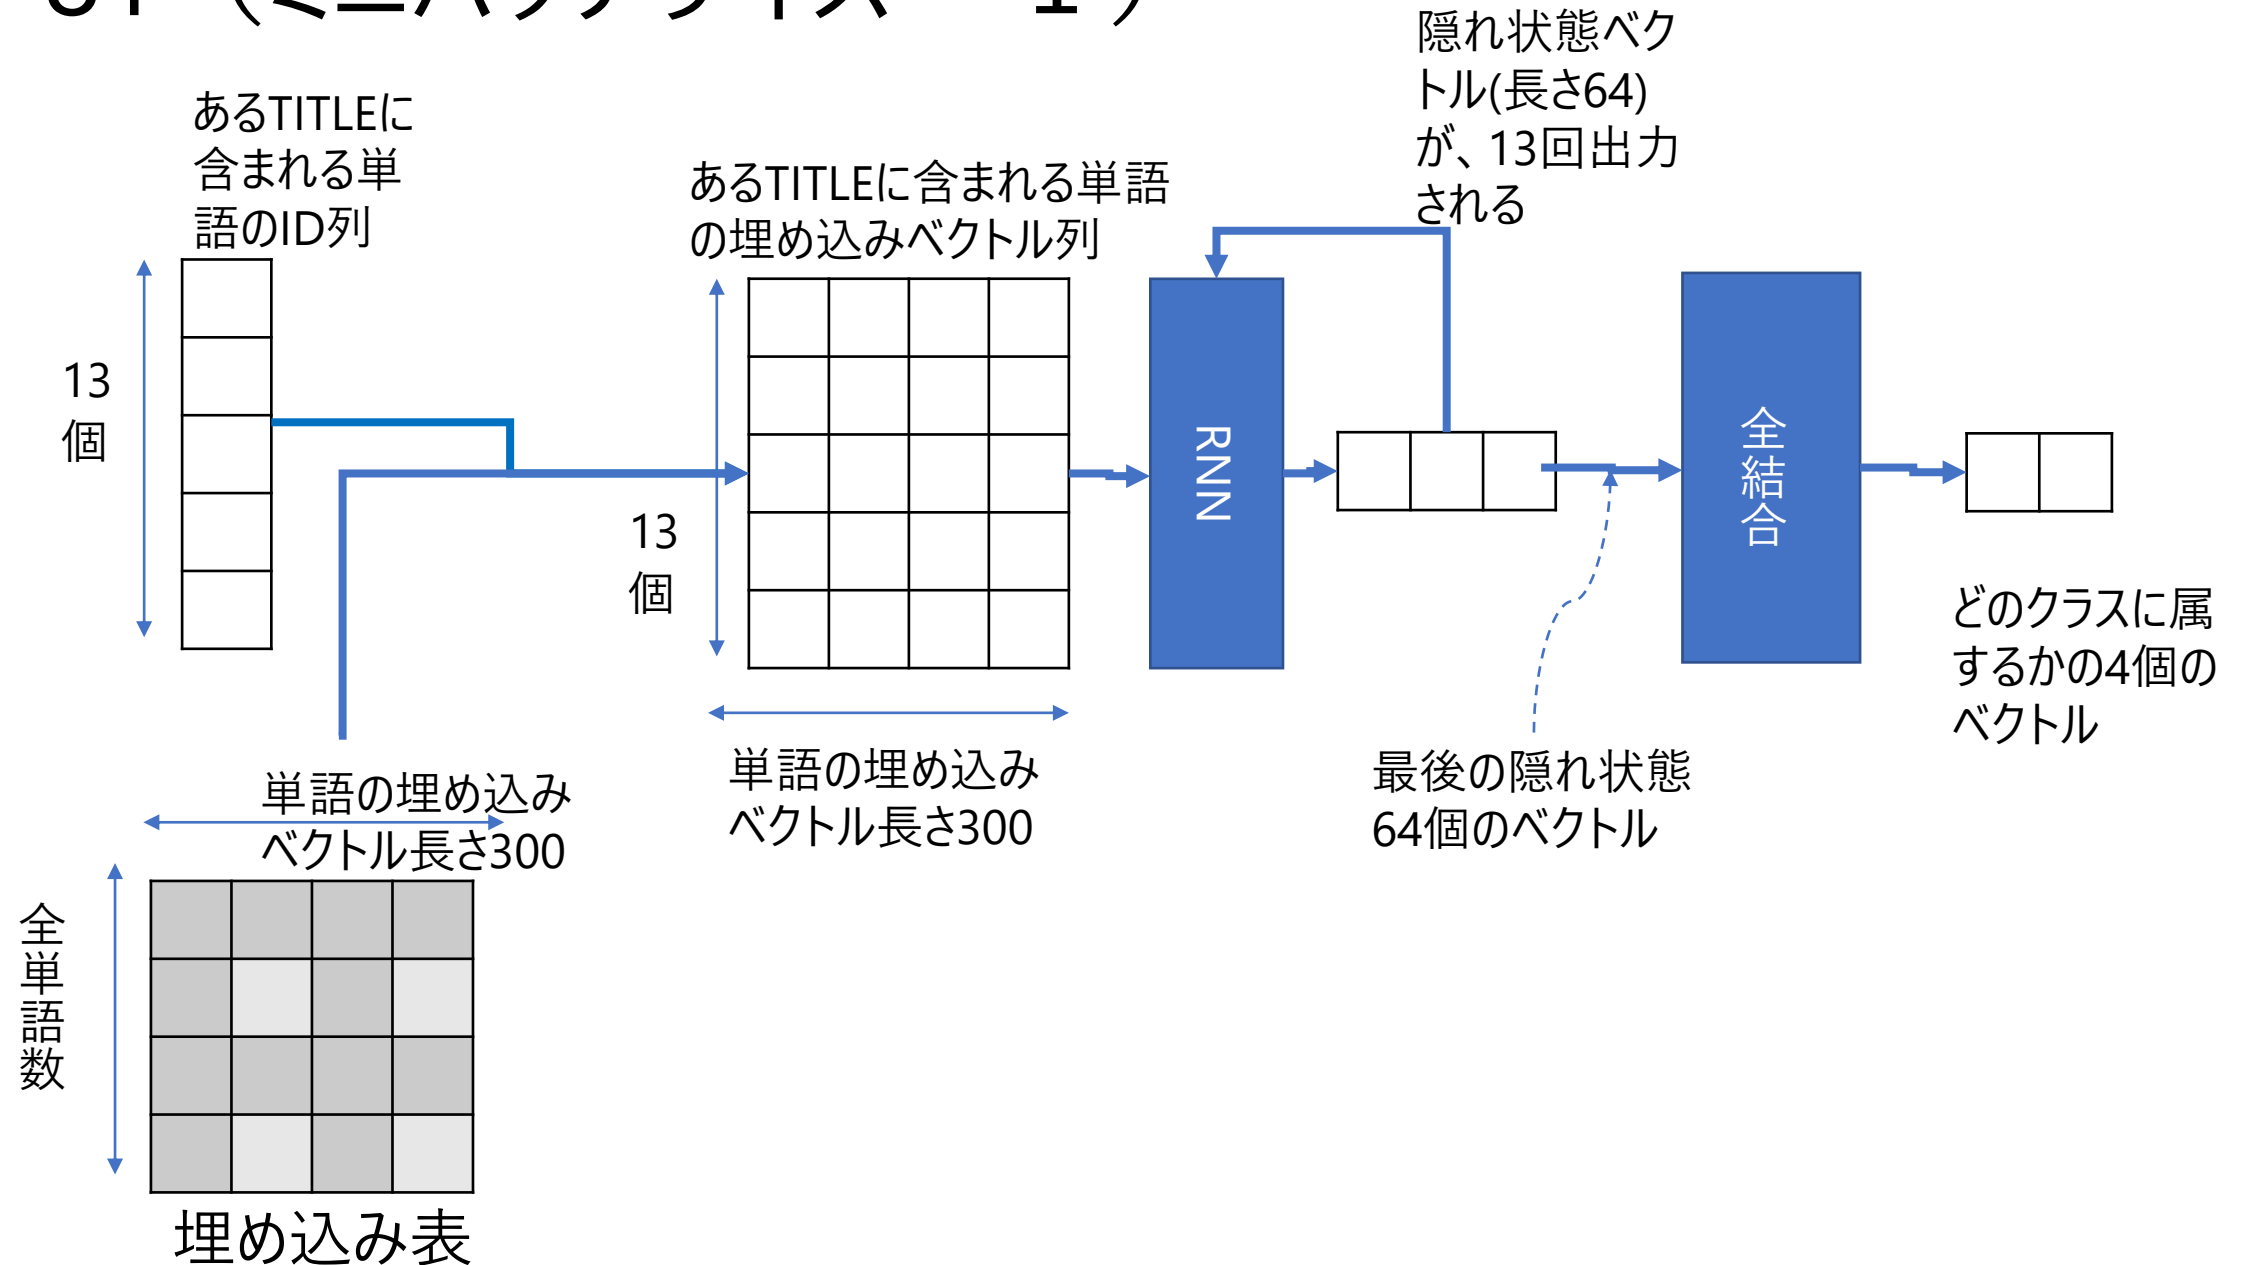 あるTITLEに
含まれる単
語のID列
13
個
あるTITLEに含まれる単語
の埋め込みベクトル列
13
個
単語の埋め込み
ベクトル長さ300
RNN
隠れ状態ベク
トル(長さ64)
が、13回出力
される
全結合
どのクラスに属
するかの4個の
ベクトル
最後の隠れ状態
64個のベクトル
単語の埋め込み
ベクトル長さ300
全単語数
埋め込み表